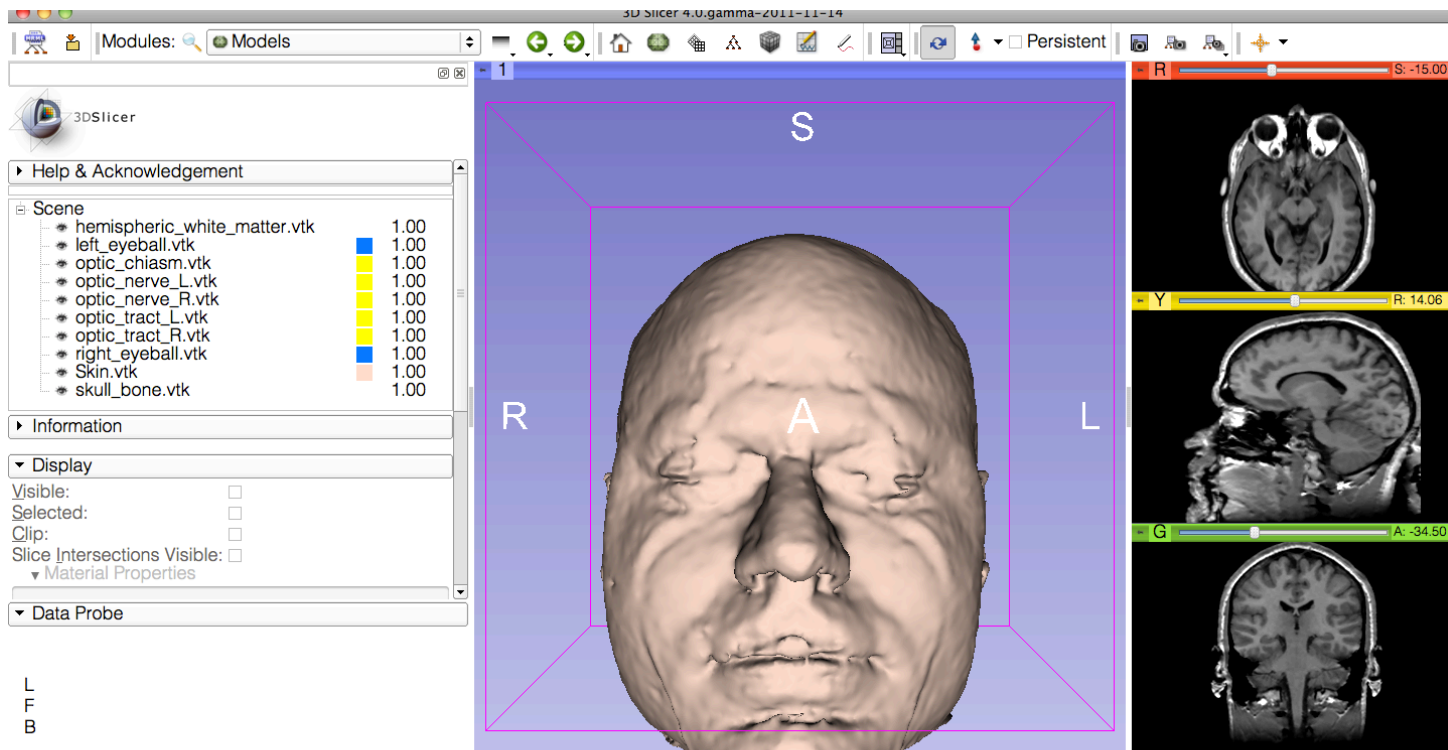 3D Slicer 4.0.gamma-2011-11-14
Modules: Models
Persistent
3DSlicer
Help & Acknowledgement
Scene
hemispheric_white_matter.vtk 1.00
left_eyeball.vtk 1.00
optic_chiasm.vtk 1.00
optic_nerve_L.vtk 1.00
optic_nerve_R.vtk 1.00
optic_tract_L.vtk 1.00
optic_tract_R.vtk 1.00
right_eyeball.vtk 1.00
Skin.vtk 1.00
skull_bone.vtk 1.00
Information
Display
Visible:
Selected:
Clip:
Slice Intersections Visible:
Material Properties
Data Probe
L
F
B
1
S
R A L
R S: -15.00
Y R: 14.06
G A: -34.50